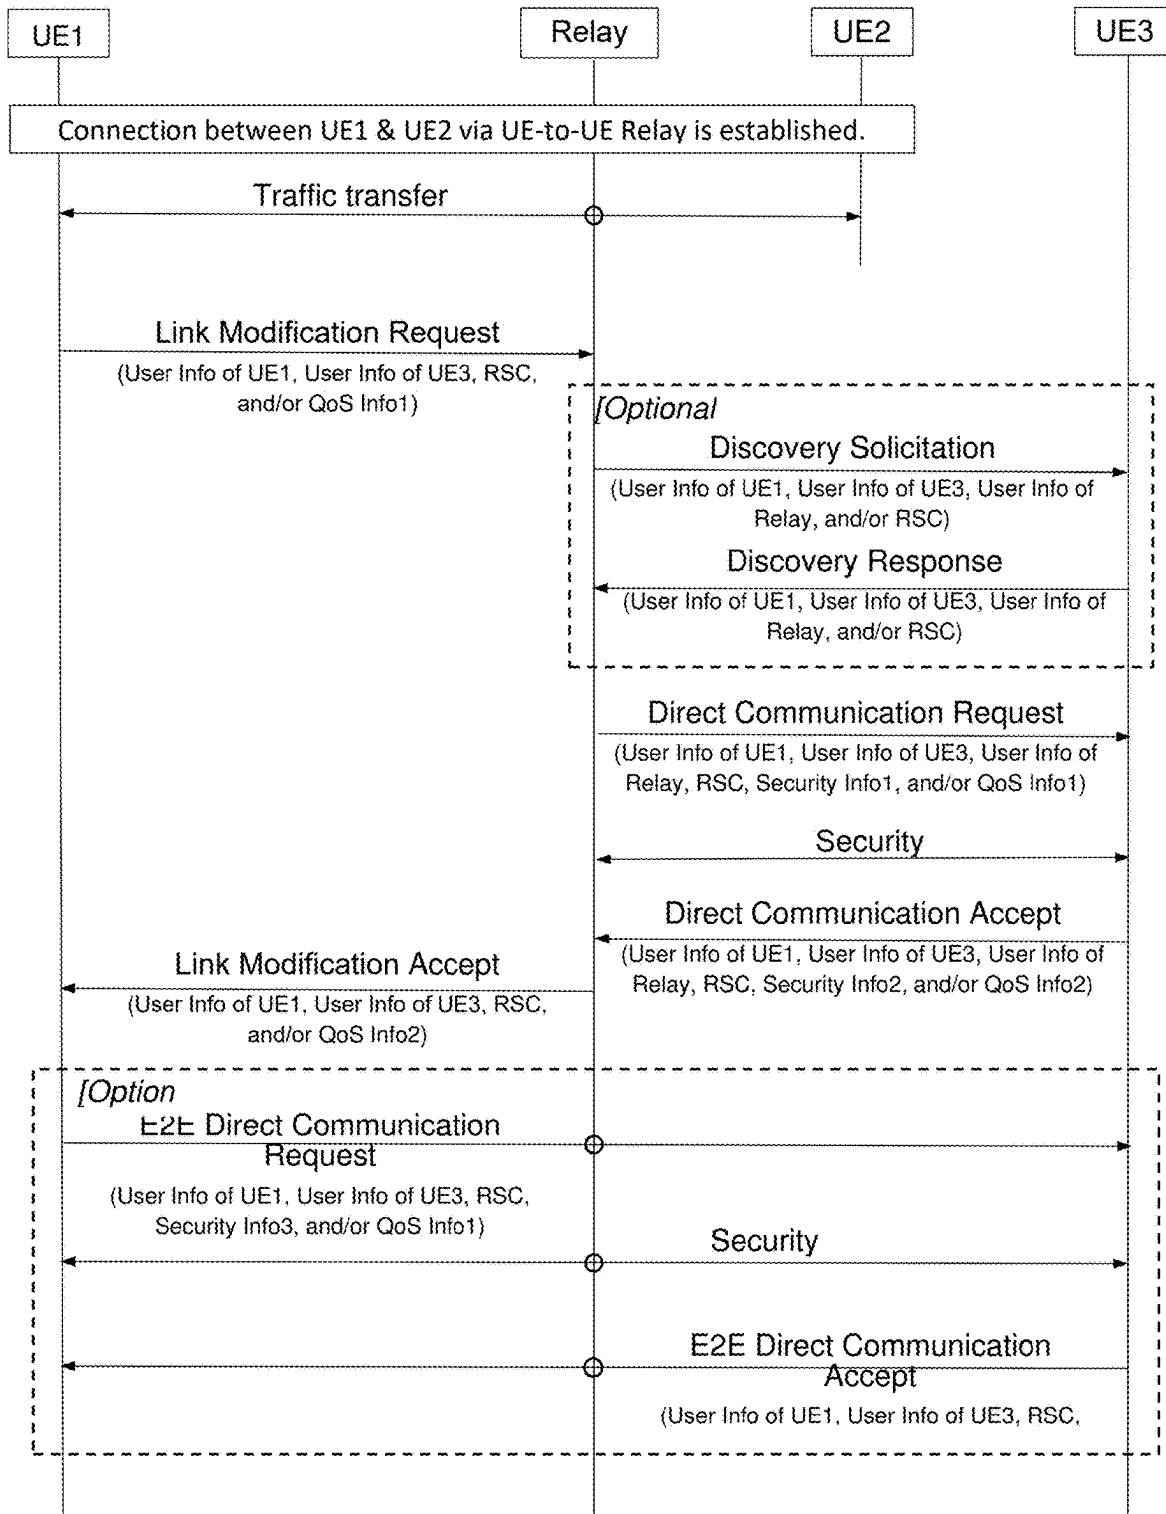 UE1
Relay
UE2
UE3
Connection between UE1 & UE2 via UE-to-UE Relay is established.
Traffic transfer
Link Modification Request
(User Info of UE1, User Info of UE3, RSC,
and/or QoS Info1)
[Optional
Discovery Solicitation
(User Info of UE1, User Info of UE3, User Info of
Relay, and/or RSC)
Discovery Response
(User Info of UE1, User Info of UE3, User Info of
Relay, and/or RSC)
Direct Communication Request
(User Info of UE1, User Info of UE3, User Info of
Relay, RSC, Security Info1, and/or QoS Info1)
Security
Direct Communication Accept
(User Info of UE1, User Info of UE3, User Info of
Relay, RSC, Security Info2, and/or QoS Info2)
Link Modification Accept
(User Info of UE1, User Info of UE3, RSC,
and/or QoS Info2)
[Option
E2E Direct Communication
Request
(User Info of UE1, User Info of UE3, RSC,
Security Info3, and/or QoS Info1)
Security
E2E Direct Communication
Accept
(User Info of UE1, User Info of UE3, RSC,